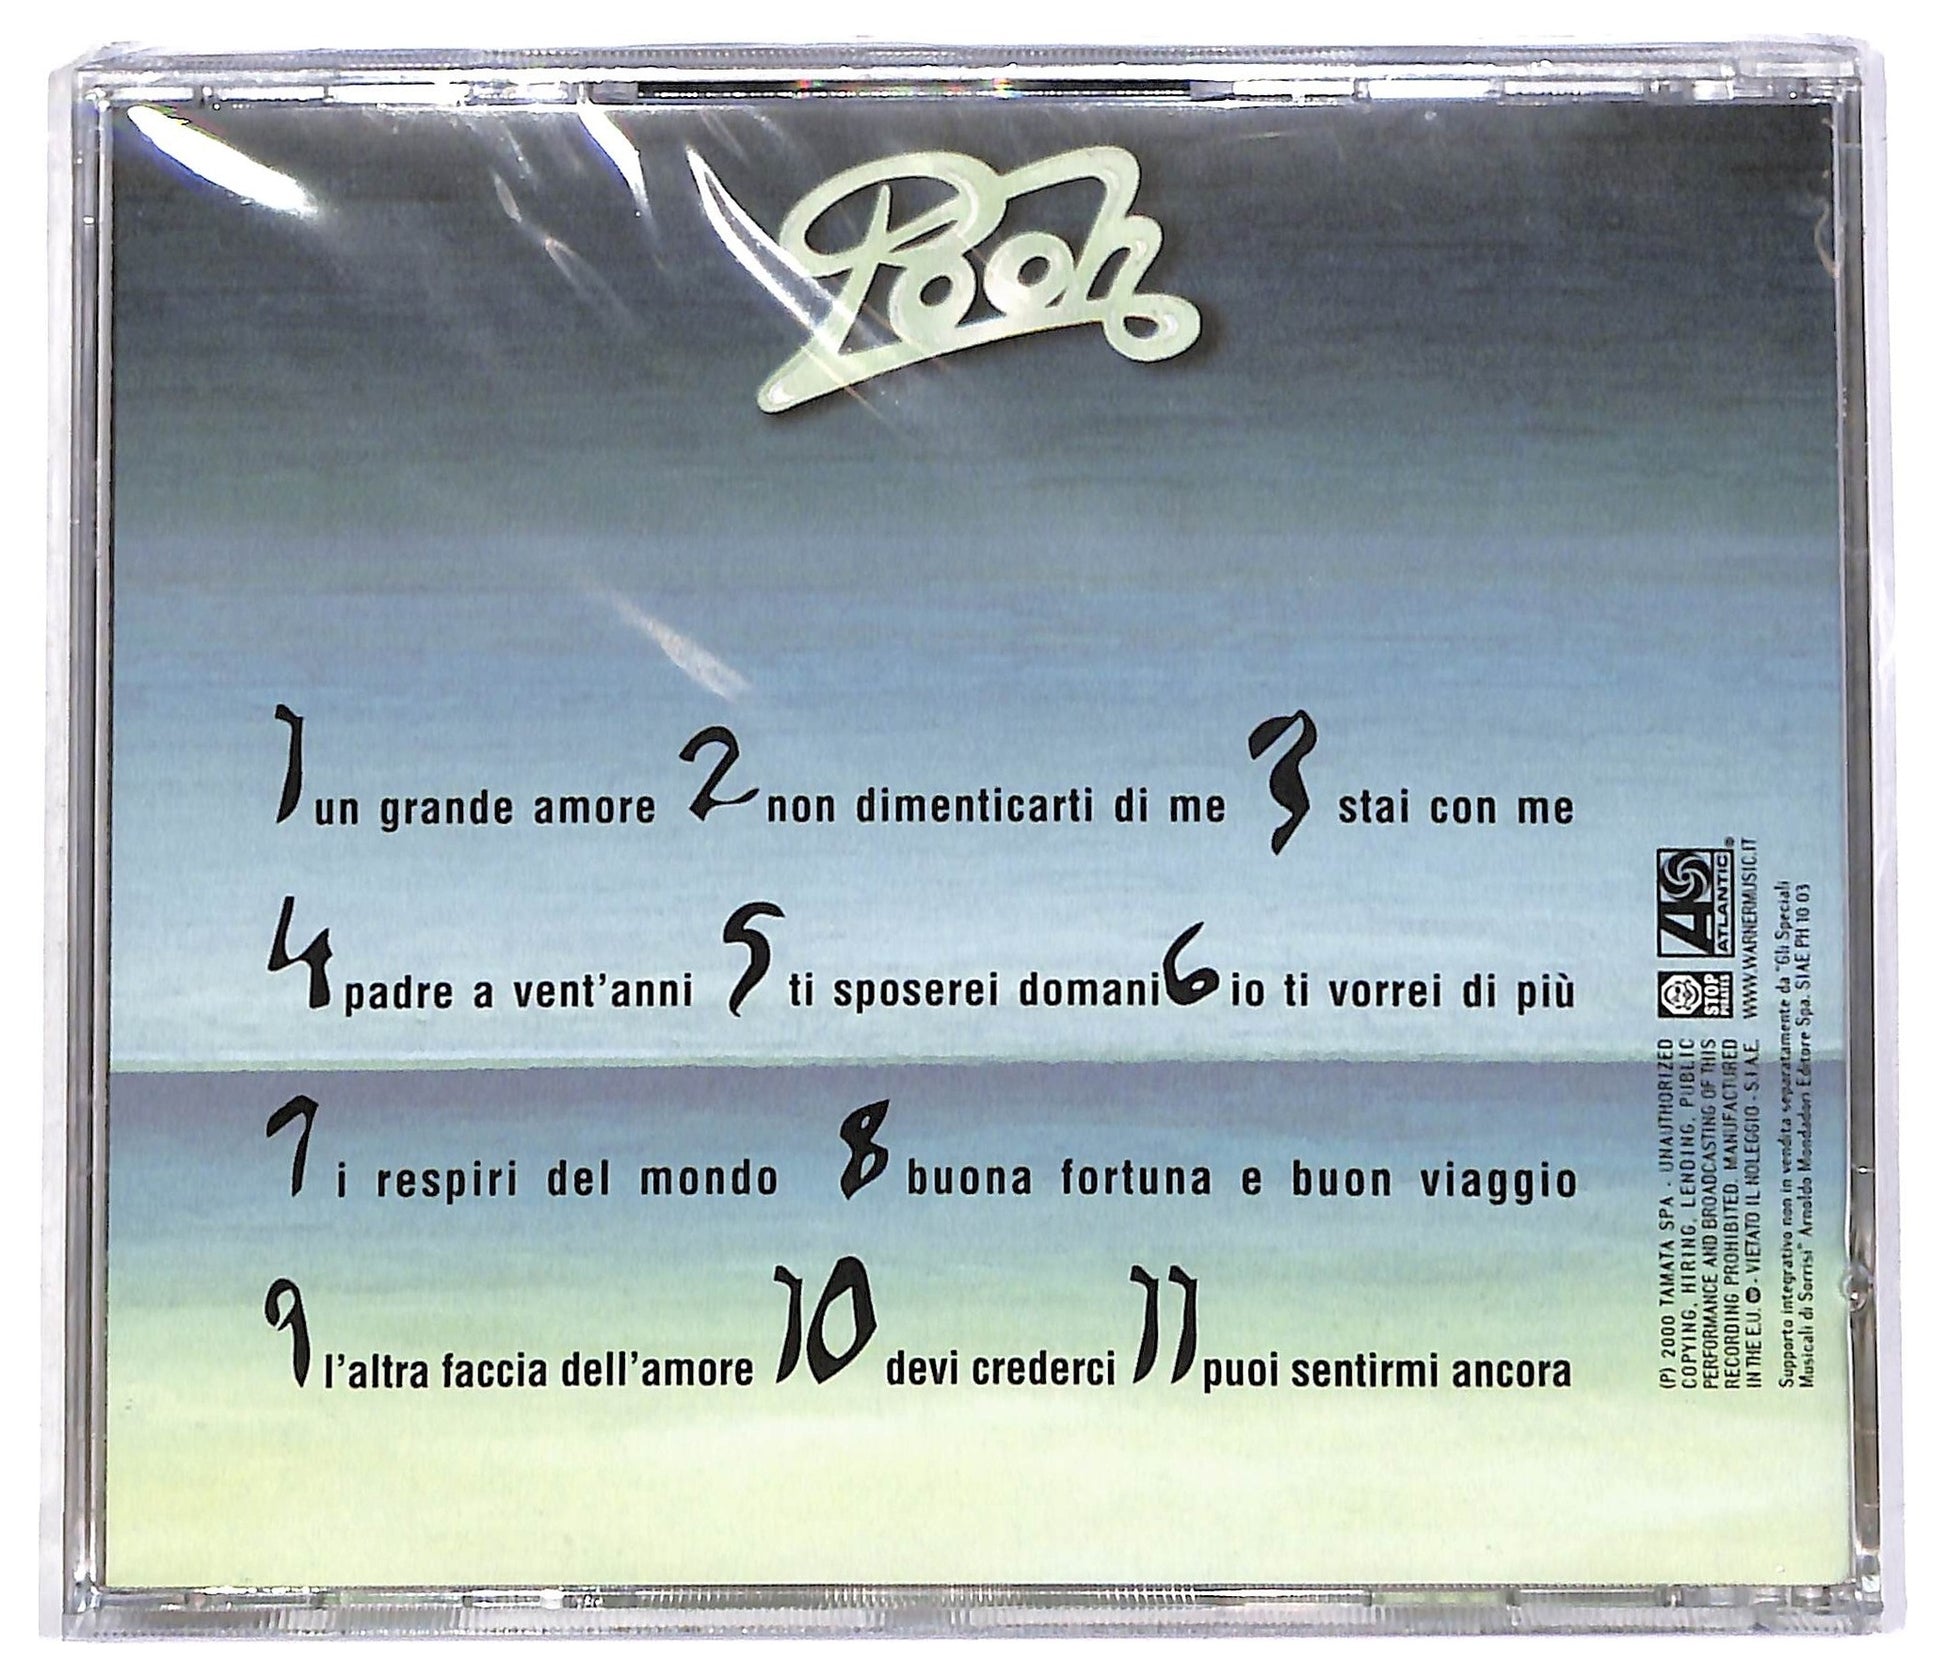 Pooh
1 un grande amore 2 non dimenticarti di me 3 stai con me
4 padre a vent'anni 5 ti sposerei domani 6 io ti vorrei di più
7 i respiri del mondo 8 buona fortuna e buon viaggio
9 l'altra faccia dell'amore 10 devi crederci 11 puoi sentirmi ancora
ATLANTIC ®
STOP PIRATES
WWW.WARNERMUSIC.IT
(P) 2000 TAMATA SPA - UNAUTHORIZED
COPYING, HIRING, LENDING, PUBLIC
PERFORMANCE AND BROADCASTING OF THIS
RECORDING PROHIBITED. MANUFACTURED
IN THE E.U. - VIETATO IL NOLEGGIO - S.I.A.E.
Supporto integrativo non in vendita separatamente da "Gli Speciali
Musicali di Sorrisi" Arnoldo Mondadori Editore Spa. SIAE PH 10 03